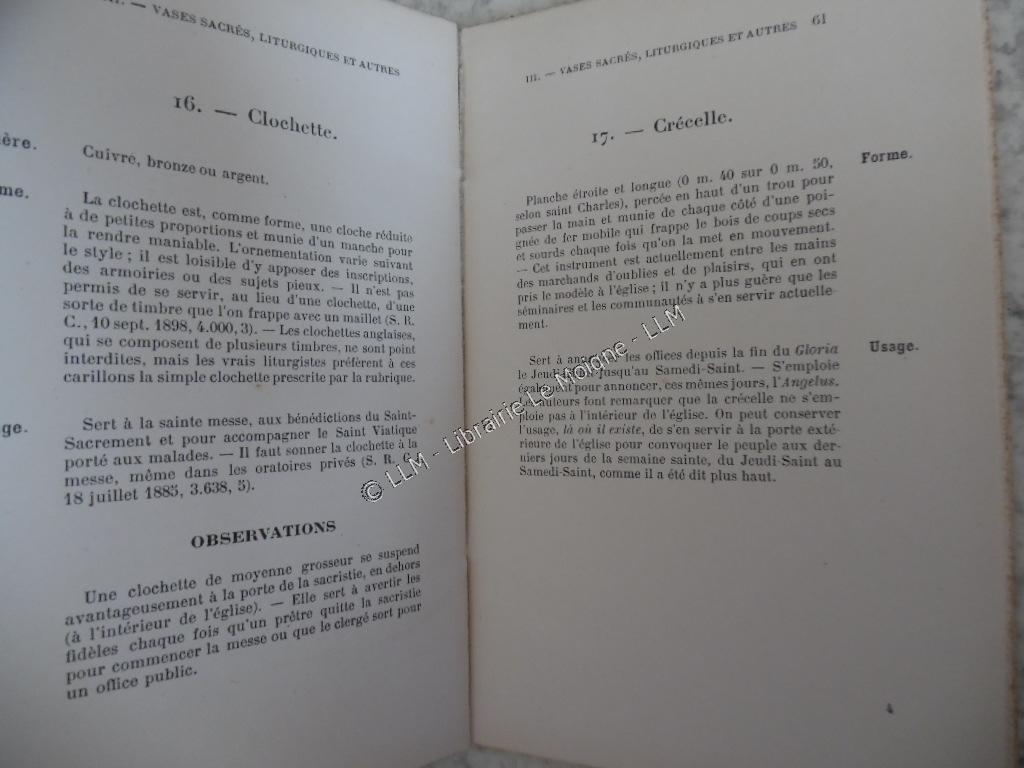 III. — VASES SACRÉS, LITURGIQUES ET AUTRES
16. — Clochette.
ère.
Cuivre, bronze ou argent.
me.
La clochette est, comme forme, une cloche réduite
à de petites proportions et munie d'un manche pour
la rendre maniable. L'ornementation varie suivant
le style ; il est loisible d'y apposer des inscriptions,
des armoiries ou des sujets pieux. — Il n'est pas
permis de se servir, au lieu d'une clochette, d'une
sorte de timbre que l'on frappe avec un maillet (S. R.
C., 10 sept. 1898, 4.000, 3). — Les clochettes anglaises,
qui se composent de plusieurs timbres, ne sont point
interdites, mais les vrais liturgistes préfèrent à ces
carillons la simple clochette prescrite par la rubrique.
ge.
Sert à la sainte messe, aux bénédictions du Saint-
Sacrement et pour accompagner le Saint Viatique
porté aux malades. — Il faut sonner la clochette à la
messe, même dans les oratoires privés (S. R. C.
18 juillet 1885, 3.638, 5).
OBSERVATIONS
Une clochette de moyenne grosseur se suspend
avantageusement à la porte de la sacristie, en dehors
(à l'intérieur de l'église). — Elle sert à avertir les
fidèles chaque fois qu'un prêtre quitte la sacristie
pour commencer la messe ou que le clergé sort pour
un office public.
III. — VASES SACRÉS, LITURGIQUES ET AUTRES 61
17. — Crécelle.
Forme.
Planche étroite et longue (0 m. 40 sur 0 m. 50,
selon saint Charles), percée en haut d'un trou pour
passer la main et munie de chaque côté d'une poi-
gnée de fer mobile qui frappe le bois de coups secs
et sourds chaque fois qu'on la met en mouvement.
— Cet instrument est actuellement entre les mains
des marchands d'oublies et de plaisirs, qui en ont
pris le modèle à l'église ; il n'y a plus guère que les
séminaires et les communautés à s'en servir actuelle-
ment.
Usage.
Sert à annoncer les offices depuis la fin du Gloria
le Jeudi-Saint jusqu'au Samedi-Saint. — S'emploie
également pour annoncer, ces mêmes jours, l'Angelus.
Les auteurs font remarquer que la crécelle ne s'em-
ploie pas à l'intérieur de l'église. On peut conserver
l'usage, là où il existe, de s'en servir à la porte exté-
rieure de l'église pour convoquer le peuple aux der-
niers jours de la semaine sainte, du Jeudi-Saint au
Samedi-Saint, comme il a été dit plus haut.
4
© LLM - Librairie Le Moigne - LLM